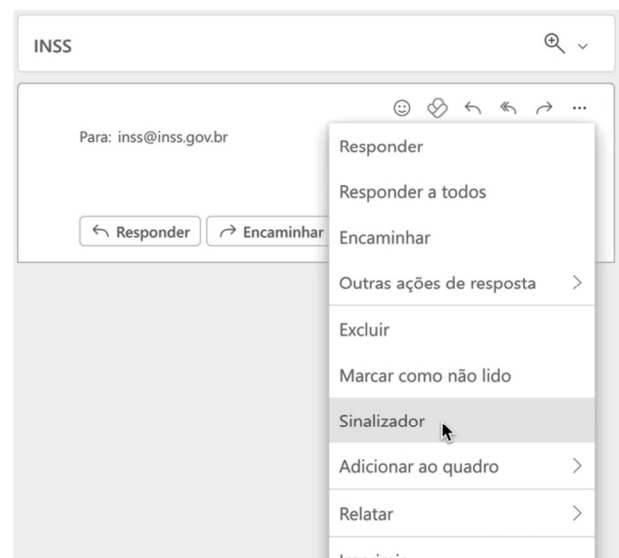 INSS
Para: inss@inss.gov.br
Responder
Encaminhar
Responder
Responder a todos
Encaminhar
Outras ações de resposta
Excluir
Marcar como não lido
Sinalizador
Adicionar ao quadro
Relatar